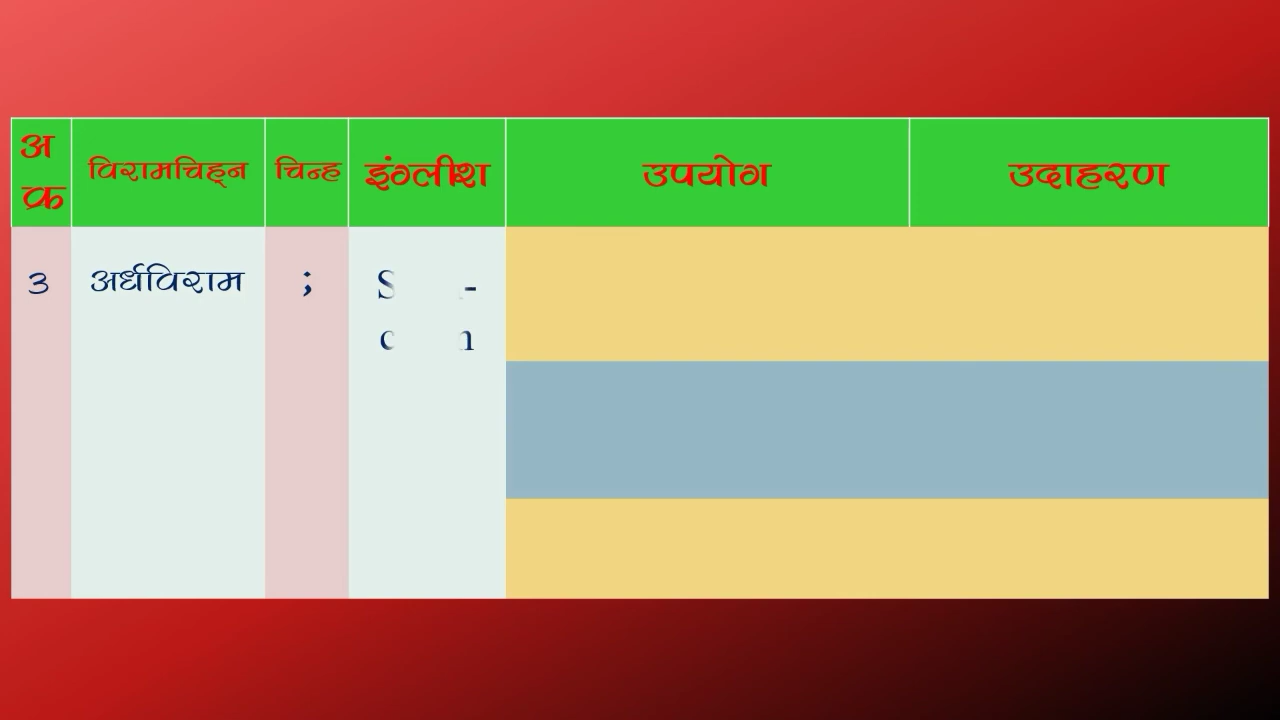 अ
क्र
विरामचिह्न
चिन्ह
इंग्लीश
उपयोग
उदाहरण
३
अर्धविराम
;